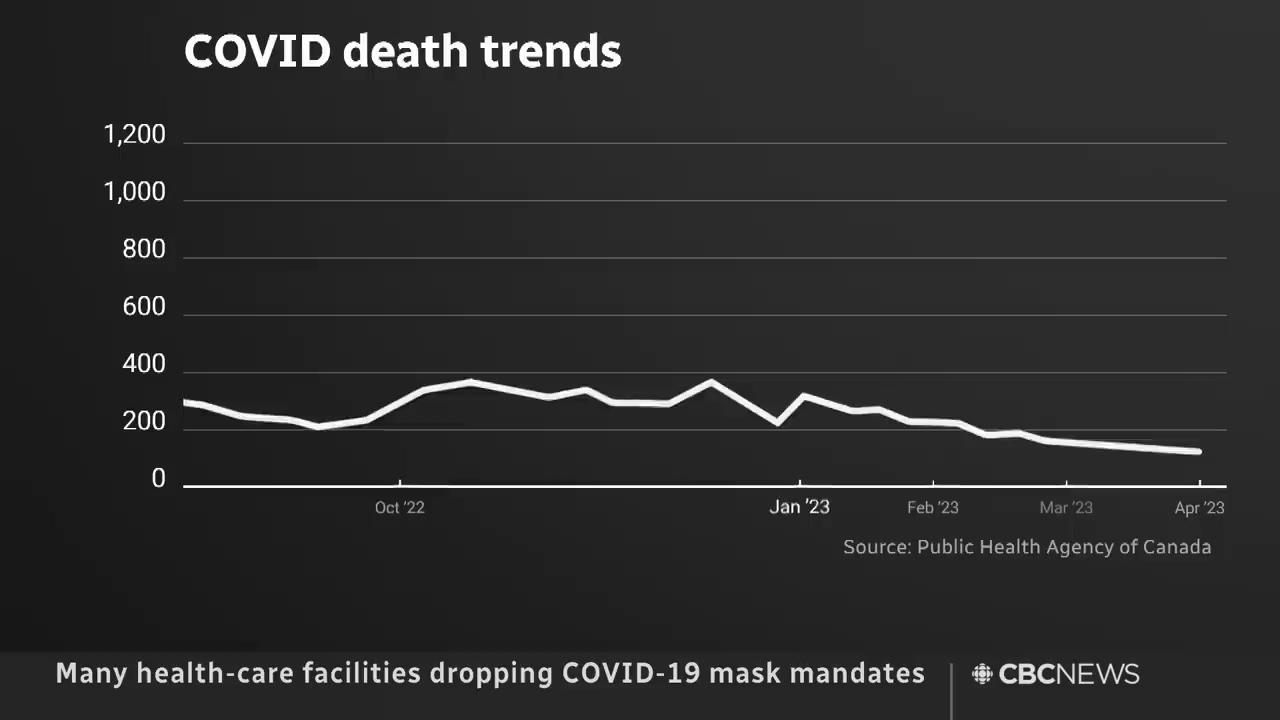 COVID death trends
1,200
1,000
800
600
400
200
0
Oct '22
Jan '23
Feb '23
Mar '23
Apr '23
Source: Public Health Agency of Canada
Many health-care facilities dropping COVID-19 mask mandates
CBCNEWS